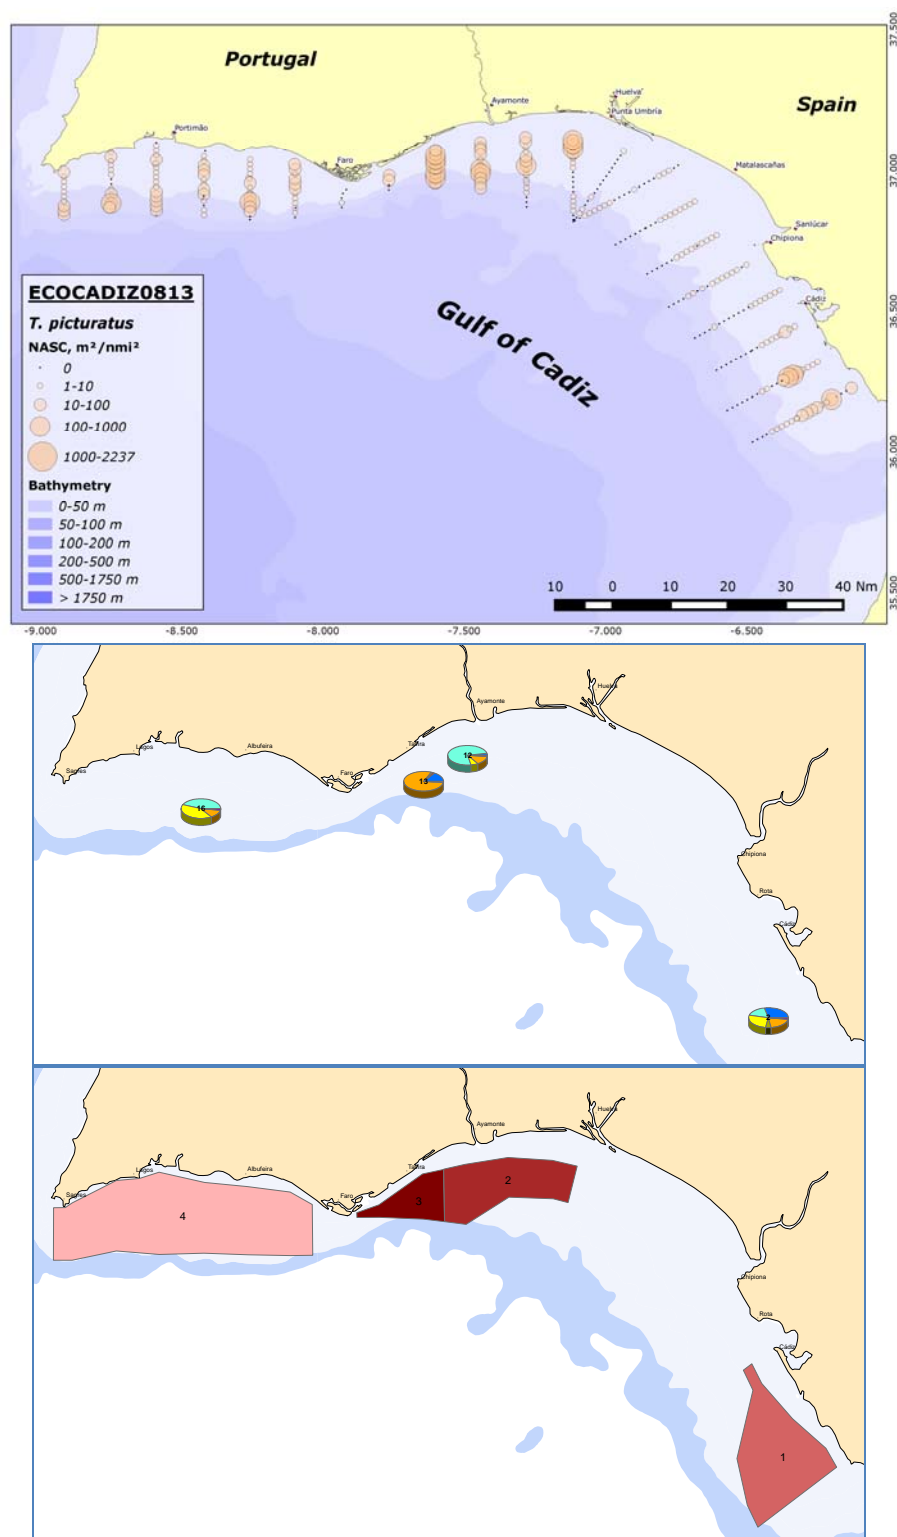 37.500
Portugal
Spain
Huelva
Ayamonte
Punta Umbría
Portimão
Faro
Matalascañas
37.000
Sanlúcar
Chipiona
Cádiz
36.500
Gulf of Cadiz
ECOCADIZ0813
T. picturatus
NASC, m²/nmi²
0
1-10
10-100
100-1000
1000-2237
Bathymetry
0-50 m
50-100 m
100-200 m
200-500 m
500-1750 m
> 1750 m
36.000
35.500
10 0 10 20 30 40 Nm
-9.000 -8.500 -8.000 -7.500 -7.000 -6.500
Huelva
Ayamonte
Lagos
Albufeira
Tavira
Sagres
Faro
12
13
16
Chipiona
Rota
Cádiz
2
Huelva
Ayamonte
Lagos
Albufeira
Tavira
Sagres
Faro
2
3
4
Chipiona
Rota
Cádiz
1